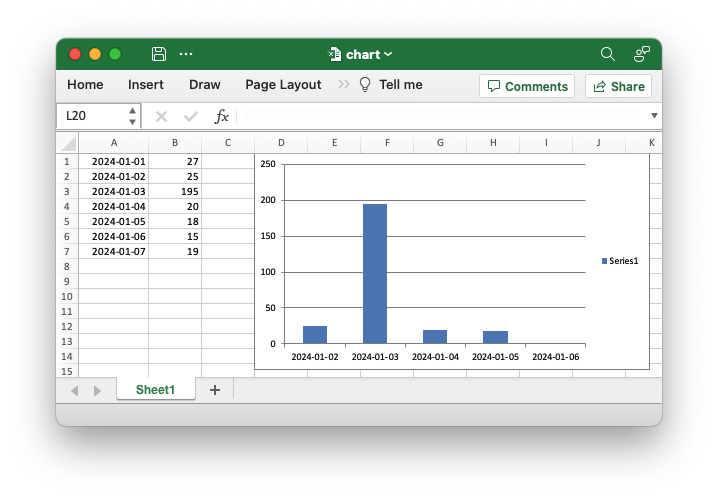 chart
Home Insert Draw Page Layout Tell me Comments Share
L20 fx
A B C D E F G H I J K
1 2024-01-01 27
2 2024-01-02 25
3 2024-01-03 195
4 2024-01-04 20
5 2024-01-05 18
6 2024-01-06 15
7 2024-01-07 19
8
9
10
11
12
13
14
15
250
200
150
100
50
0
2024-01-02 2024-01-03 2024-01-04 2024-01-05 2024-01-06
Series1
Sheet1 +